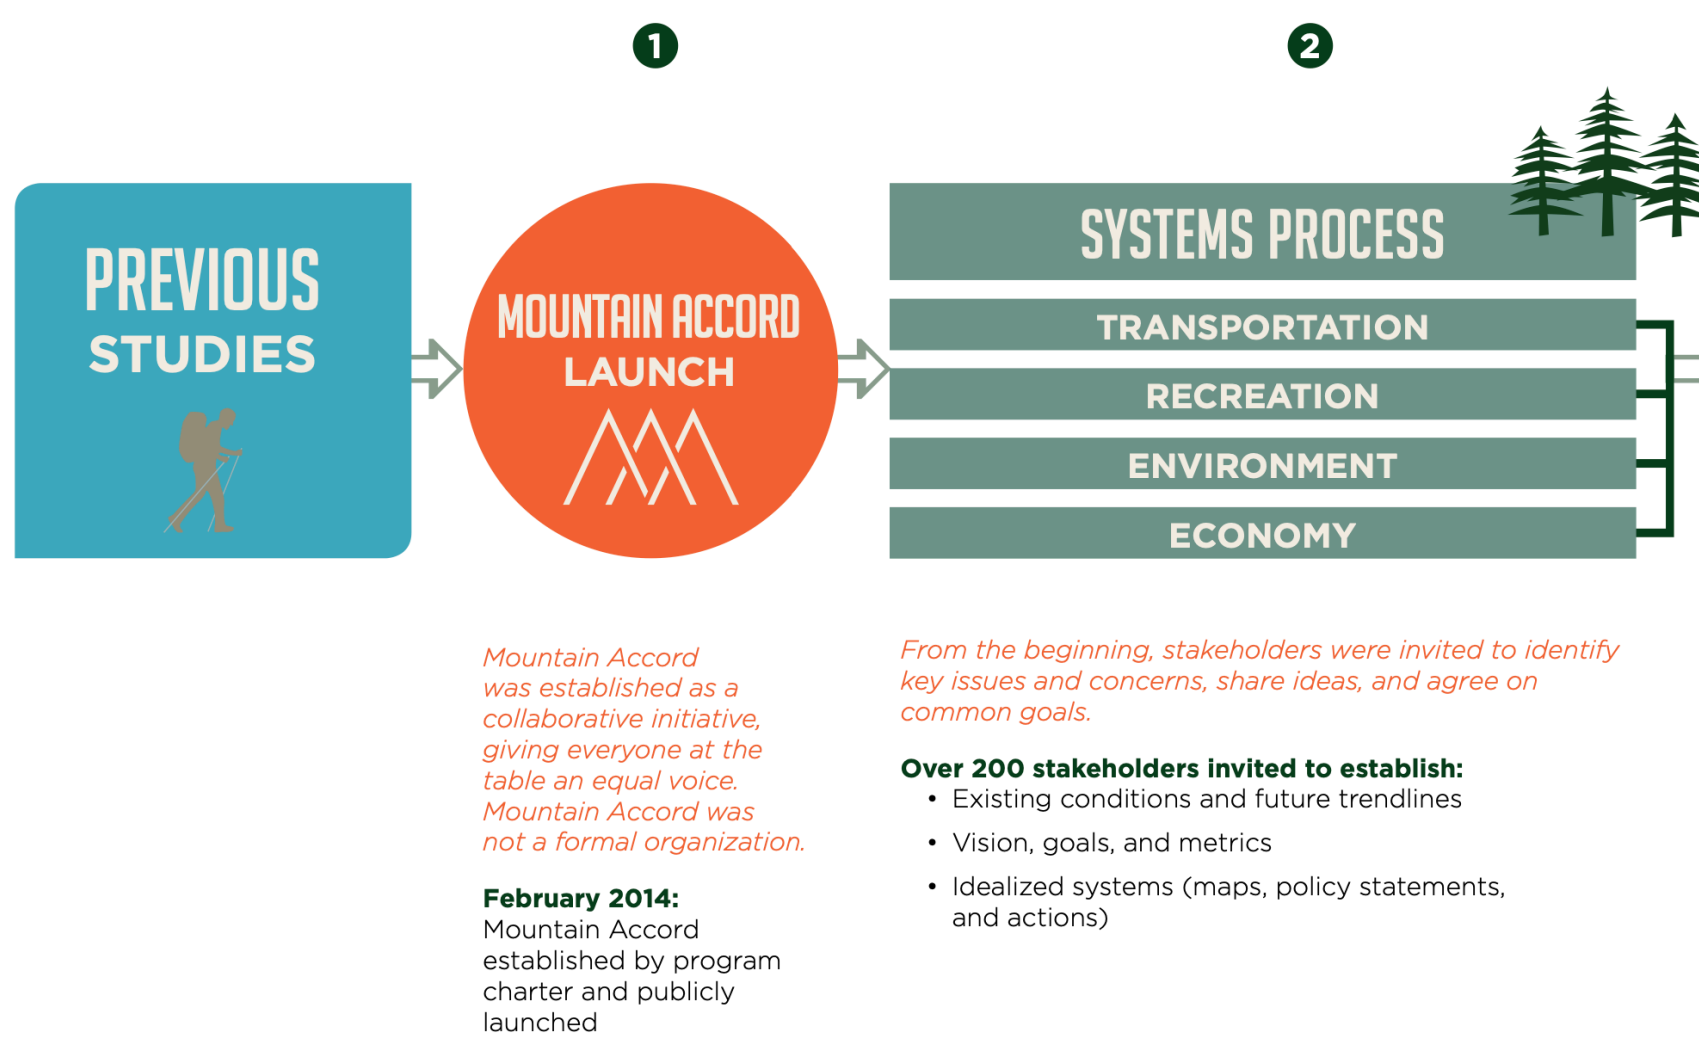 1
2
PREVIOUS
STUDIES
MOUNTAIN ACCORD
LAUNCH
SYSTEMS PROCESS
TRANSPORTATION
RECREATION
ENVIRONMENT
ECONOMY
Mountain Accord
was established as a
collaborative initiative,
giving everyone at the
table an equal voice.
Mountain Accord was
not a formal organization.
February 2014:
Mountain Accord
established by program
charter and publicly
launched
From the beginning, stakeholders were invited to identify
key issues and concerns, share ideas, and agree on
common goals.
Over 200 stakeholders invited to establish:
• Existing conditions and future trendlines
• Vision, goals, and metrics
• Idealized systems (maps, policy statements,
and actions)